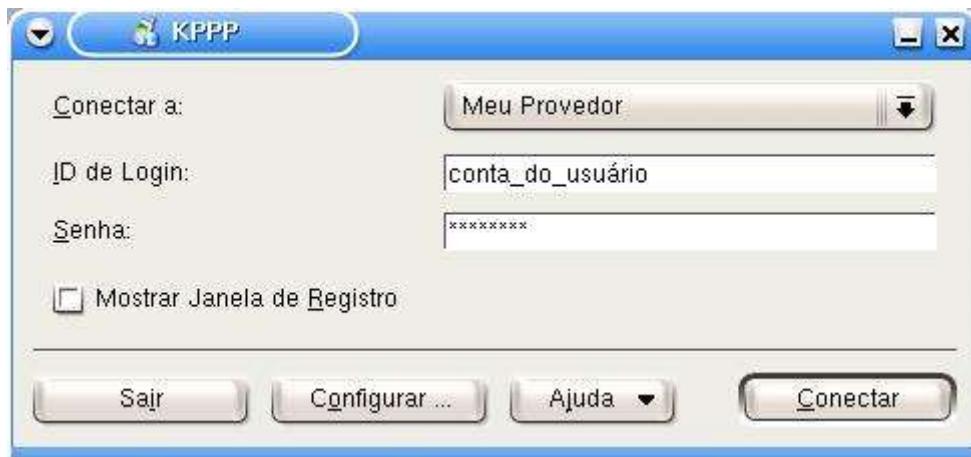 KPPP
Conectar a: Meu Provedor
ID de Login: conta_do_usuário
Senha: ********
Mostrar Janela de Registro
Sair Configurar ... Ajuda Conectar